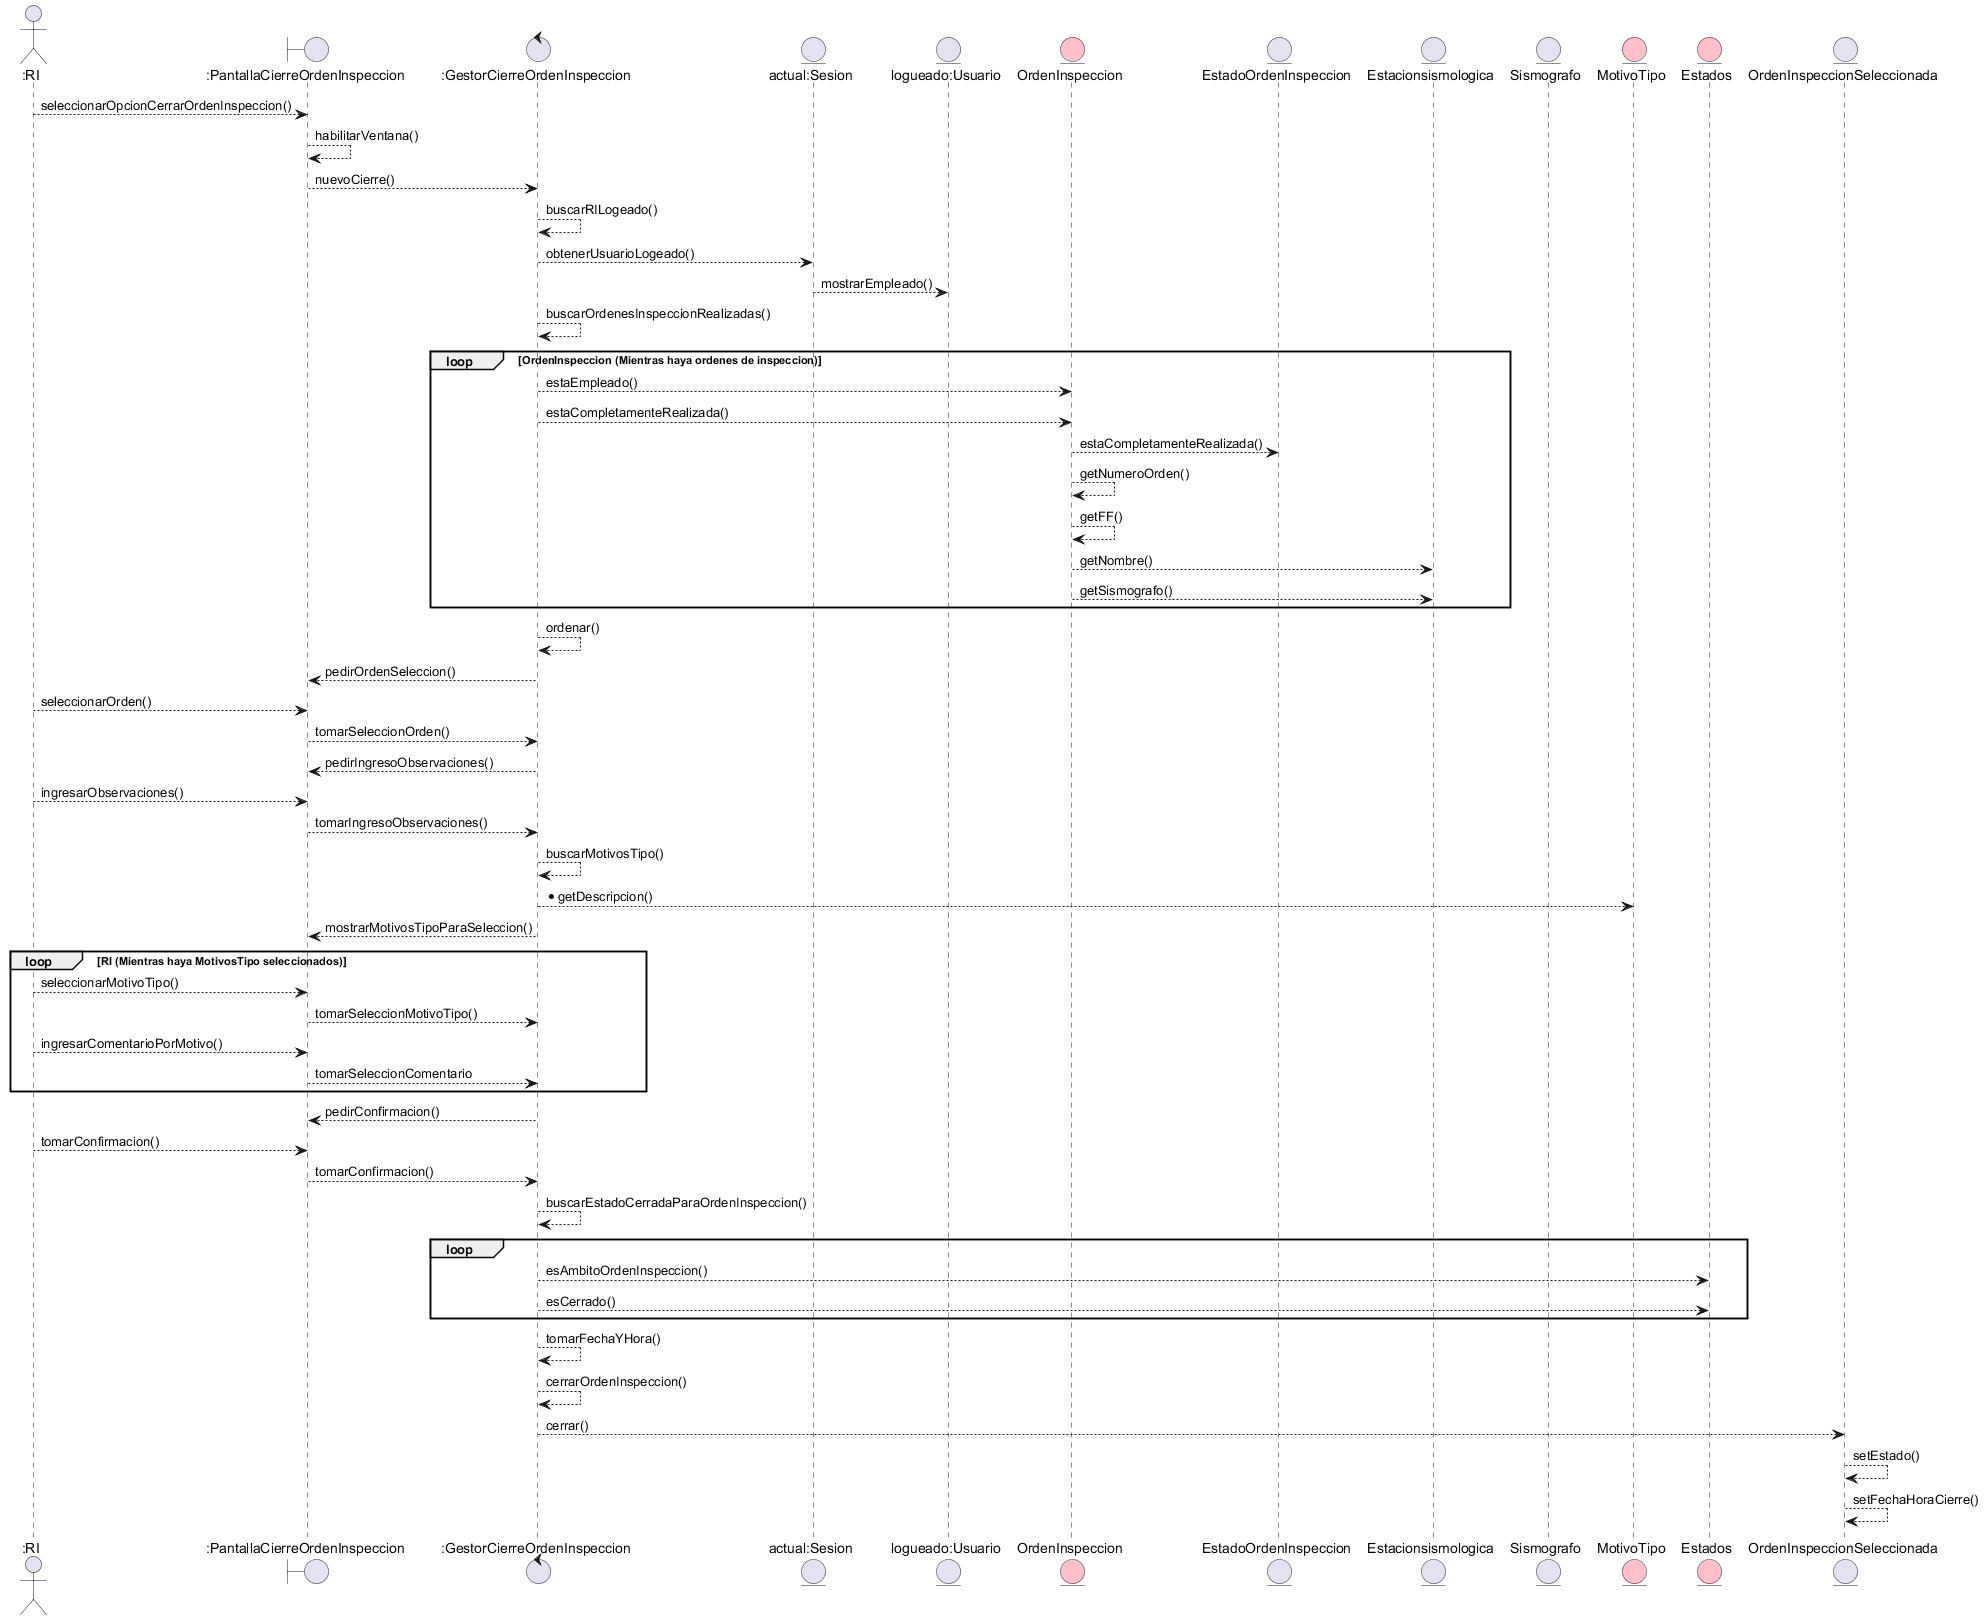 :RI
:PantallaCierreOrdenInspeccion
:GestorCierreOrdenInspeccion
actual:Sesion
logueado:Usuario
OrdenInspeccion
EstadoOrdenInspeccion
Estacionsismologica
Sismografo
MotivoTipo
Estados
OrdenInspeccionSeleccionada
seleccionarOpcionCerrarOrdenInspeccion()
habilitarVentana()
nuevoCierre()
buscarRILogeado()
obtenerUsuarioLogeado()
mostrarEmpleado()
buscarOrdenesInspeccionRealizadas()
loop [OrdenInspeccion (Mientras haya ordenes de inspeccion)]
estaEmpleado()
estaCompletamenteRealizada()
estaCompletamenteRealizada()
getNumeroOrden()
getFF()
getNombre()
getSismografo()
ordenar()
pedirOrdenSeleccion()
seleccionarOrden()
tomarSeleccionOrden()
pedirIngresoObservaciones()
ingresarObservaciones()
tomarIngresoObservaciones()
buscarMotivosTipo()
• getDescripcion()
mostrarMotivosTipoParaSeleccion()
loop [RI (Mientras haya MotivosTipo seleccionados)]
seleccionarMotivoTipo()
tomarSeleccionMotivoTipo()
ingresarComentarioPorMotivo()
tomarSeleccionComentario
pedirConfirmacion()
tomarConfirmacion()
tomarConfirmacion()
buscarEstadoCerradaParaOrdenInspeccion()
loop
esAmbitoOrdenInspeccion()
esCerrado()
tomarFechaYHora()
cerrarOrdenInspeccion()
cerrar()
setEstado()
setFechaHoraCierre()
:RI
:PantallaCierreOrdenInspeccion
:GestorCierreOrdenInspeccion
actual:Sesion
logueado:Usuario
OrdenInspeccion
EstadoOrdenInspeccion
Estacionsismologica
Sismografo
MotivoTipo
Estados
OrdenInspeccionSeleccionada